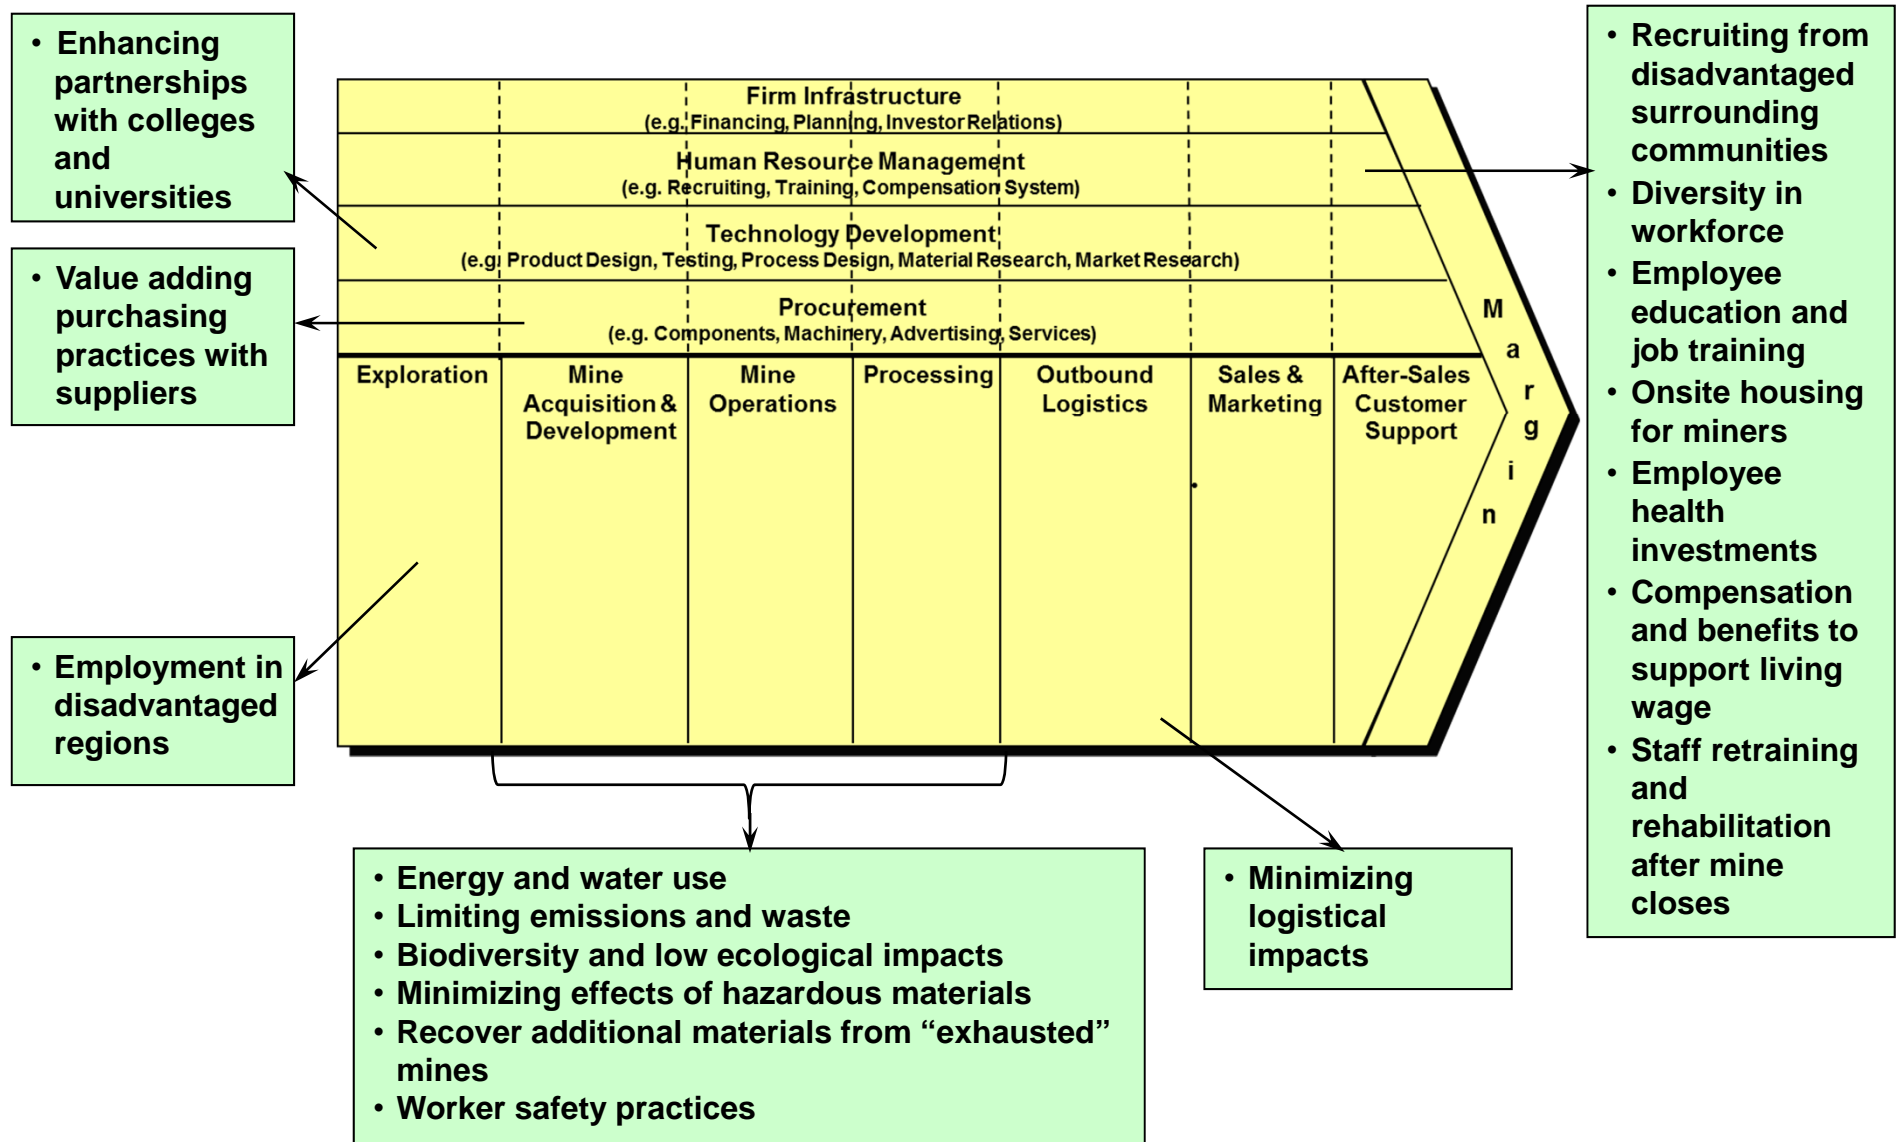 • Enhancing
partnerships
with colleges
and
universities
• Value adding
purchasing
practices with
suppliers
• Employment in
disadvantaged
regions
Firm Infrastructure
(e.g. Financing, Planning, Investor Relations)
Human Resource Management
(e.g. Recruiting, Training, Compensation System)
Technology Development
(e.g. Product Design, Testing, Process Design, Material Research, Market Research)
Procurement
(e.g. Components, Machinery, Advertising, Services)
Exploration
Mine
Acquisition &
Development
Mine
Operations
Processing
Outbound
Logistics
Sales &
Marketing
After-Sales
Customer
Support
M
a
r
g
i
n
• Energy and water use
• Limiting emissions and waste
• Biodiversity and low ecological impacts
• Minimizing effects of hazardous materials
• Recover additional materials from “exhausted”
mines
• Worker safety practices
• Minimizing
logistical
impacts
• Recruiting from
disadvantaged
surrounding
communities
• Diversity in
workforce
• Employee
education and
job training
• Onsite housing
for miners
• Employee
health
investments
• Compensation
and benefits to
support living
wage
• Staff retraining
and
rehabilitation
after mine
closes